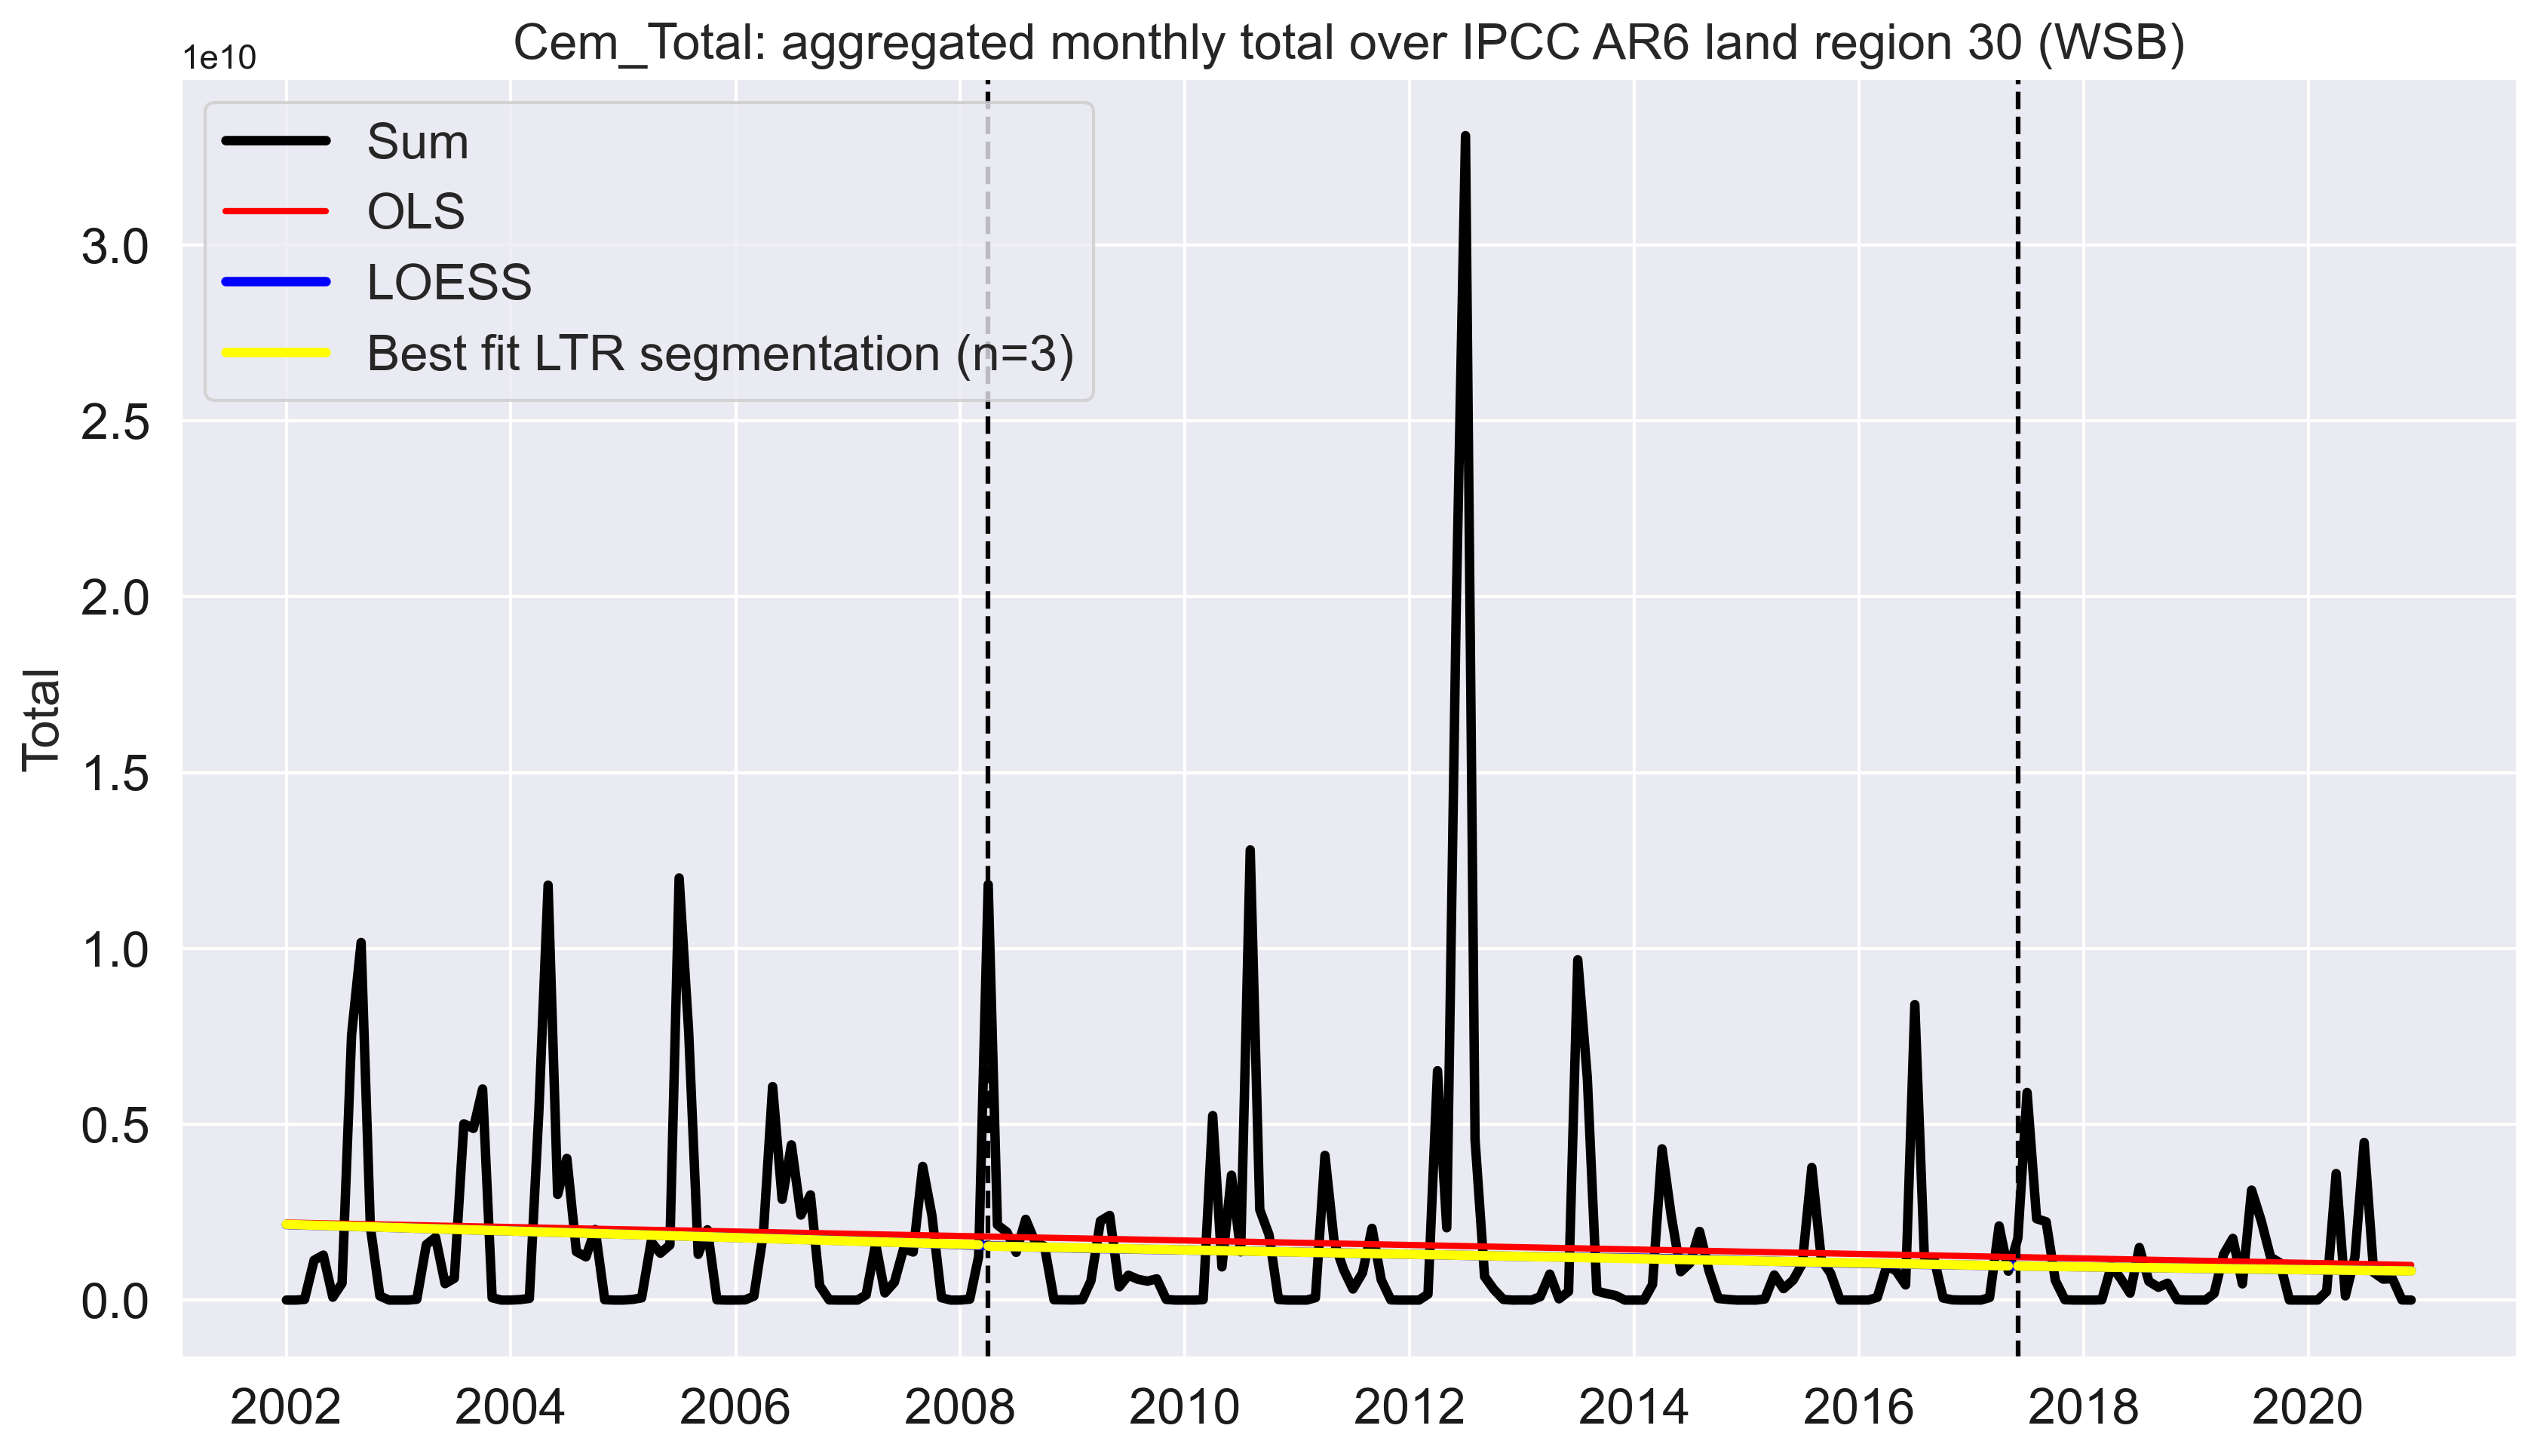 Cem_Total: aggregated monthly total over IPCC AR6 land region 30 (WSB)
1e10
Sum
OLS
LOESS
Best fit LTR segmentation (n=3)
3.0
2.5
2.0
1.5
1.0
0.5
0.0
Total
2002 2004 2006 2008 2010 2012 2014 2016 2018 2020